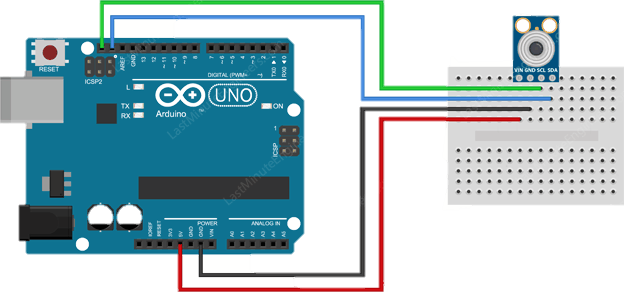 RESET
ICSP2
L
TX
RX
AREF
GND
13
12
~11
~10
~9
8
7
~6
~5
4
~3
2
TX0 ▶ 1
RX0 ◀ 0
DIGITAL (PWM~)
UNO
Arduino
ON
1
ICSP
POWER
ANALOG IN
IOREF
RESET
3V3
5V
GND
GND
VIN
A0
A1
A2
A3
A4
A5
VIN GND SCL SDA